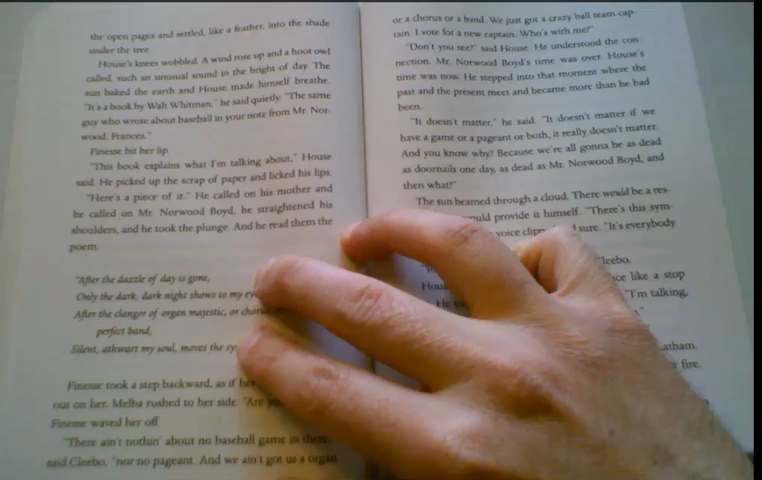 the open pages and settled, like a feather, into the shade
under the tree.
House's knees wobbled. A wind rose up and a hoot owl
called, such an unusual sound in the bright of day. The
sun baked the earth and House made himself breathe.
"It's a book by Walt Whitman," he said quietly. "The same
guy who wrote about baseball in your note from Mr. Nor-
wood, Frances."
Finesse bit her lip.
"This book explains what I'm talking about," House
said. He picked up the scrap of paper and licked his lips.
"Here's a piece of it." He called on his mother and
he called on Mr. Norwood Boyd, he straightened his
shoulders, and he took the plunge. And he read them the
poem.
"After the dazzle of day is gone,
Only the dark, dark night shows to my
After the clangor of organ majestic, or
perfect band,
Silent, athwart my soul, moves the
Finesse took a step backward, as if
out on her. Melba rushed to her side.
Finesse waved her off.
"There ain't nothin' about no baseball game in there,
said Cleebo, "nor no pageant. And we ain't got us a organ
or a chorus or a band. We just got a crazy ball team cap-
tain. I vote for a new captain. Who's with me?"
"Don't you see?" said House. He understood the con-
nection. Mr. Norwood Boyd's time was over. House's
time was now. He stepped into that moment where the
past and the present meet and became more than he had
been.
"It doesn't matter," he said. "It doesn't matter if we
have a game or a pageant or both, it really doesn't matter.
And you know why? Because we're all gonna be as dead
as doornails one day, as dead as Mr. Norwood Boyd, and
then what?"
The sun beamed through a cloud. There would be a res-
provide it himself. "There's this sym-
voice sure. "It's everybody
like a stop
"I'm talking,
He
fire.